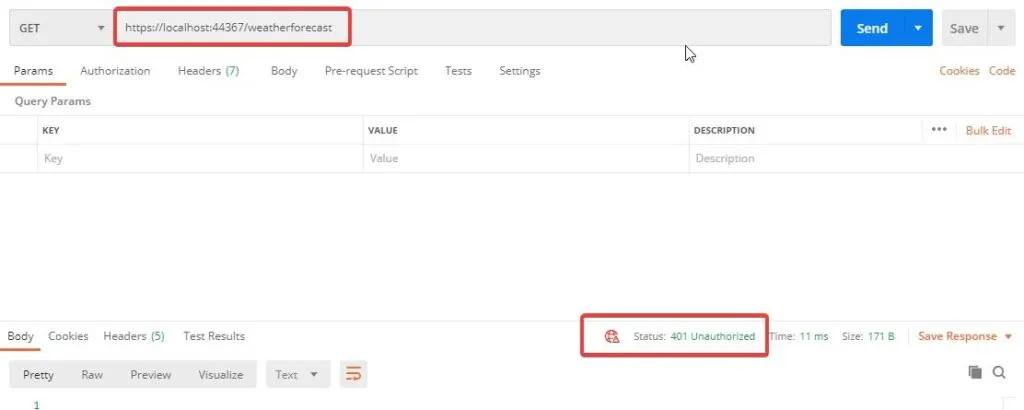 GET https://localhost:44367/weatherforecast Send Save
Params Authorization Headers (7) Body Pre-request Script Tests Settings Cookies Code
Query Params
KEY VALUE DESCRIPTION ••• Bulk Edit
Key Value Description
Body Cookies Headers (5) Test Results Status: 401 Unauthorized Time: 11 ms Size: 171 B Save Response
Pretty Raw Preview Visualize Text
1